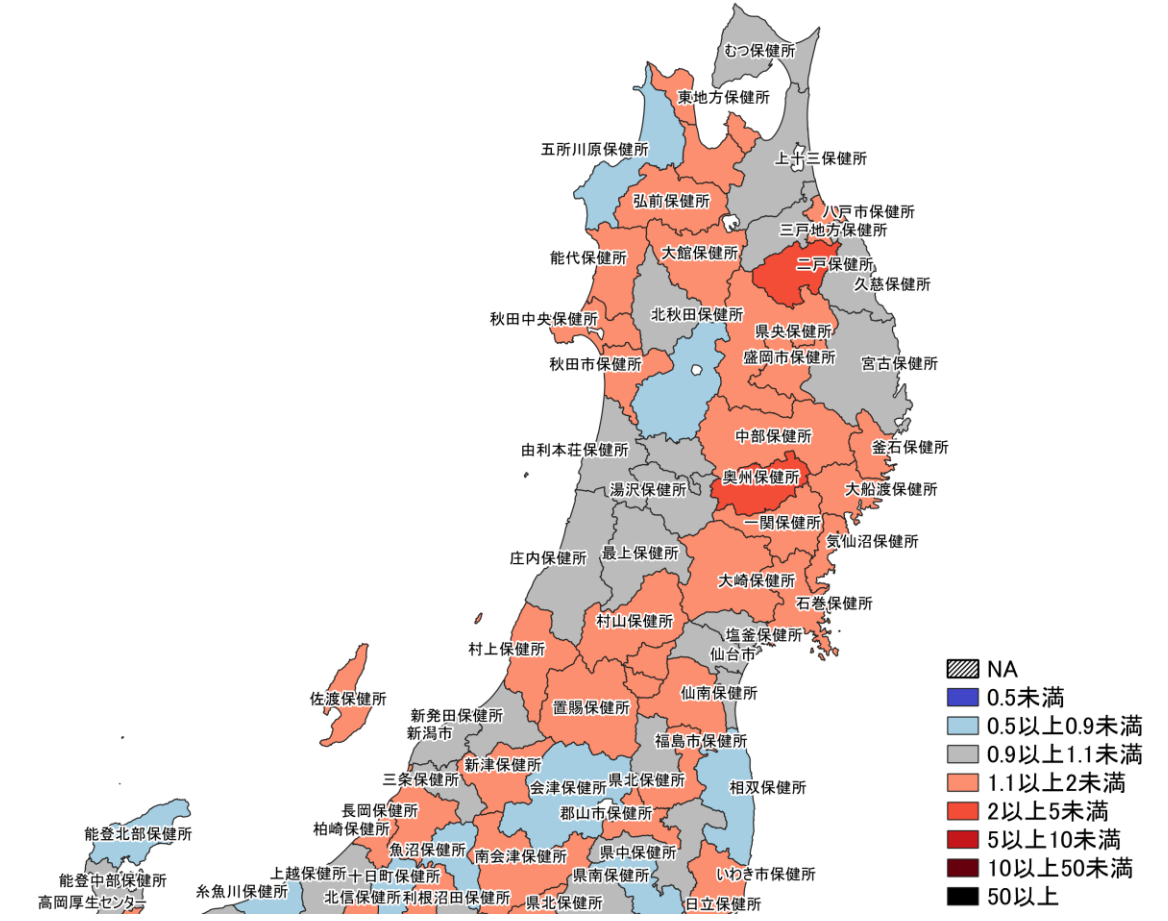 むつ保健所
東地方保健所
五所川原保健所
上十三保健所
弘前保健所
八戸市保健所
三戸地方保健所
大館保健所
能代保健所
二戸保健所
久慈保健所
北秋田保健所
秋田中央保健所
県央保健所
盛岡市保健所
秋田市保健所
宮古保健所
中部保健所
由利本荘保健所
釜石保健所
奥州保健所
湯沢保健所
大船渡保健所
一関保健所
気仙沼保健所
庄内保健所
最上保健所
大崎保健所
石巻保健所
村山保健所
塩釜保健所
村上保健所
仙台市
佐渡保健所
仙南保健所
置賜保健所
新発田保健所
新潟市
福島市保健所
新津保健所
三条保健所
会津保健所
県北保健所
相双保健所
長岡保健所
郡山市保健所
柏崎保健所
能登北部保健所
魚沼保健所
南会津保健所
県中保健所
上越保健所
十日町保健所
県南保健所
いわき市保健所
能登中部保健所
糸魚川保健所
北信保健所
利根沼田保健所
県北保健所
日立保健所
高岡厚生センター
NA
0.5未満
0.5以上0.9未満
0.9以上1.1未満
1.1以上2未満
2以上5未満
5以上10未満
10以上50未満
50以上